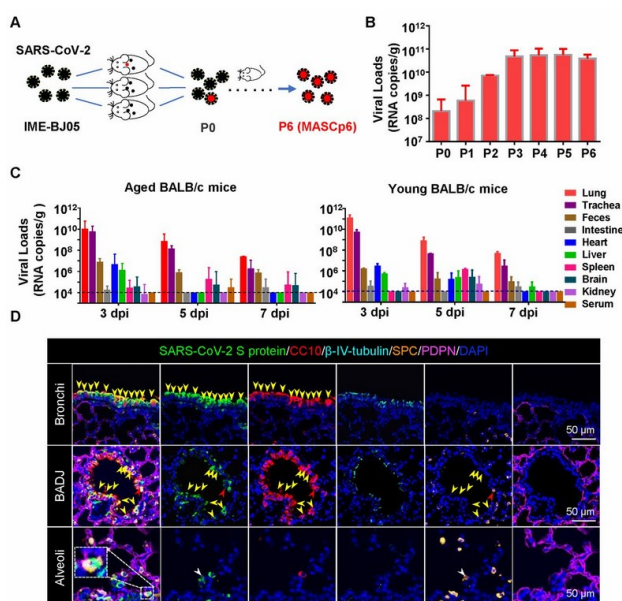 A
SARS-CoV-2
IME-BJ05
P0
P6 (MASCp6)
B
Viral Loads
(RNA copies/g)
10¹²
10¹¹
10¹⁰
10⁹
10⁸
10⁷
P0 P1 P2 P3 P4 P5 P6
C
Aged BALB/c mice
Viral Loads
(RNA copies/g)
10¹²
10¹⁰
10⁸
10⁶
10⁴
3 dpi 5 dpi 7 dpi
Young BALB/c mice
10¹²
10¹⁰
10⁸
10⁶
10⁴
3 dpi 5 dpi 7 dpi
Lung
Trachea
Feces
Intestine
Heart
Liver
Spleen
Brain
Kidney
Serum
D
SARS-CoV-2 S protein/CC10/β-IV-tubulin/SPC/PDPN/DAPI
Bronchi
50 μm
BADJ
50 μm
Alveoli
50 μm